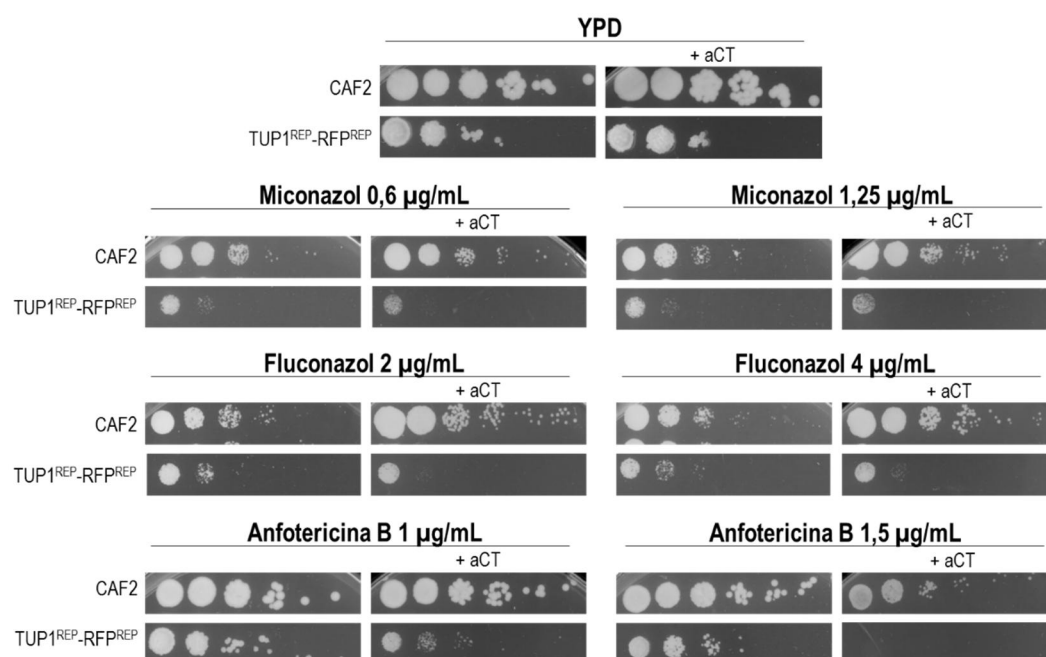 YPD
+ aCT
CAF2
TUP1ᴿᴱᴾ-RFPᴿᴱᴾ
Miconazol 0,6 µg/mL
+ aCT
Miconazol 1,25 µg/mL
+ aCT
CAF2
TUP1ᴿᴱᴾ-RFPᴿᴱᴾ
Fluconazol 2 µg/mL
+ aCT
Fluconazol 4 µg/mL
+ aCT
CAF2
TUP1ᴿᴱᴾ-RFPᴿᴱᴾ
Anfotericina B 1 µg/mL
+ aCT
Anfotericina B 1,5 µg/mL
+ aCT
CAF2
TUP1ᴿᴱᴾ-RFPᴿᴱᴾ